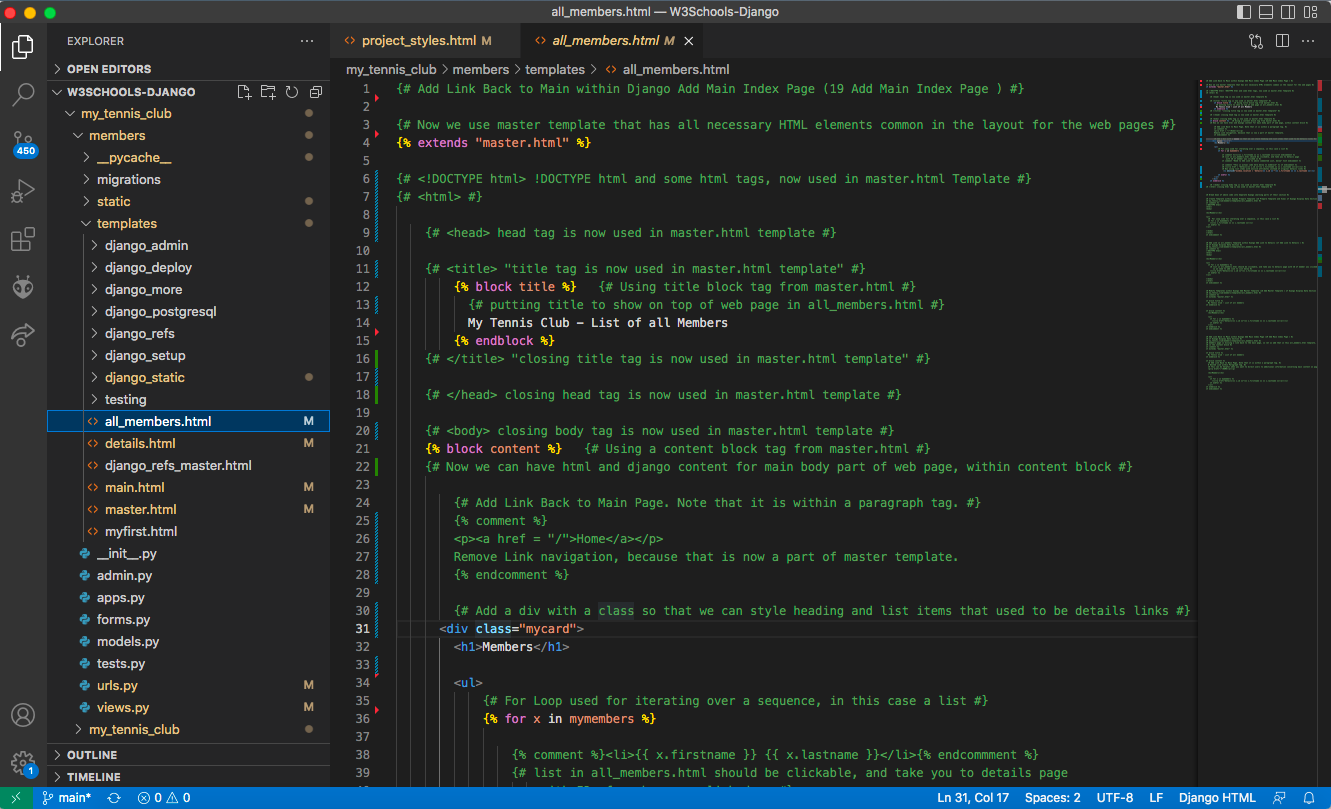 all_members.html — W3Schools-Django
EXPLORER
OPEN EDITORS
W3SCHOOLS-DJANGO
my_tennis_club
members
__pycache__
migrations
static
templates
django_admin
django_deploy
django_more
django_postgresql
django_refs
django_setup
django_static
testing
all_members.html M
details.html M
django_refs_master.html
main.html M
master.html M
myfirst.html
__init__.py
admin.py
apps.py
forms.py
models.py
tests.py
urls.py M
views.py M
my_tennis_club
OUTLINE
TIMELINE
450
1
project_styles.html M
all_members.html M
my_tennis_club > members > templates > all_members.html
1 {# Add Link Back to Main within Django Add Main Index Page (19 Add Main Index Page ) #}
2
3 {# Now we use master template that has all necessary HTML elements common in the layout for the web pages #}
4 {% extends "master.html" %}
5
6 {# <!DOCTYPE html> !DOCTYPE html and some html tags, now used in master.html Template #}
7 {# <html> #}
8
9 {# <head> head tag is now used in master.html template #}
10
11 {# <title> "title tag is now used in master.html template" #}
12 {% block title %} {# Using title block tag from master.html #}
13 {# putting title to show on top of web page in all_members.html #}
14 My Tennis Club - List of all Members
15 {% endblock %}
16 {# </title> "closing title tag is now used in master.html template" #}
17
18 {# </head> closing head tag is now used in master.html template #}
19
20 {# <body> closing body tag is now used in master.html template #}
21 {% block content %} {# Using a content block tag from master.html #}
22 {# Now we can have html and django content for main body part of web page, within content block #}
23
24 {# Add Link Back to Main Page. Note that it is within a paragraph tag. #}
25 {% comment %}
26 <p><a href = "/">Home</a></p>
27 Remove Link navigation, because that is now a part of master template.
28 {% endcomment %}
29
30 {# Add a div with a class so that we can style heading and list items that used to be details links #}
31 <div class="mycard">
32 <h1>Members</h1>
33
34 <ul>
35 {# For Loop used for iterating over a sequence, in this case a list #}
36 {% for x in mymembers %}
37
38 {% comment %}<li>{{ x.firstname }} {{ x.lastname }}</li>{% endcommment %}
39 {# list in all_members.html should be clickable, and take you to details page
main* 0 0
Ln 31, Col 17 Spaces: 2 UTF-8 LF Django HTML